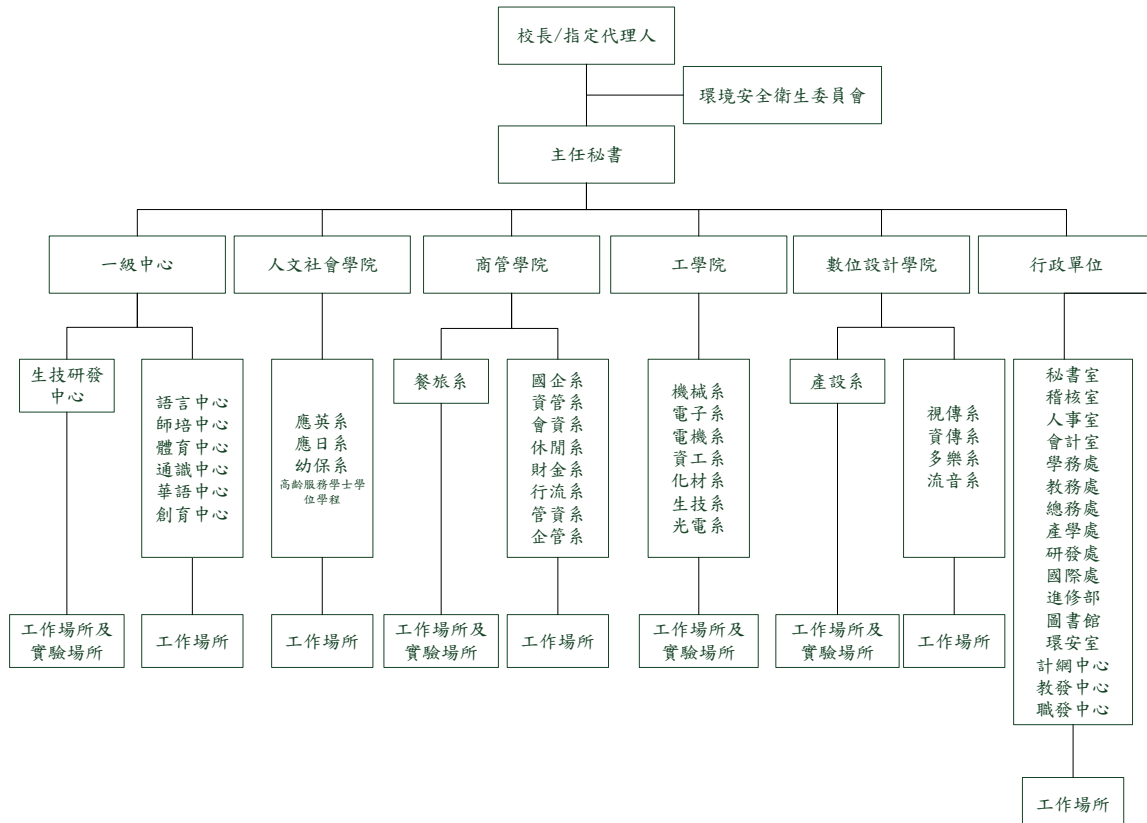 校長/指定代理人
環境安全衛生委員會
主任秘書
一級中心
人文社會學院
商管學院
工學院
數位設計學院
行政單位
生技研發
中心
語言中心
師培中心
體育中心
通識中心
華語中心
創育中心
應英系
應日系
幼保系
高齡服務學士學
位學程
餐旅系
國企系
資管系
會資系
休閒系
財金系
行流系
管資系
企管系
機械系
電子系
電機系
資工系
化材系
生技系
光電系
產設系
視傳系
資傳系
多樂系
流音系
秘書室
稽核室
人事室
會計室
學務處
教務處
總務處
產學處
研發處
國際處
進修部
圖書館
環安室
計網中心
教發中心
職發中心
工作場所及
實驗場所
工作場所
工作場所
工作場所及
實驗場所
工作場所
工作場所及
實驗場所
工作場所及
實驗場所
工作場所
工作場所